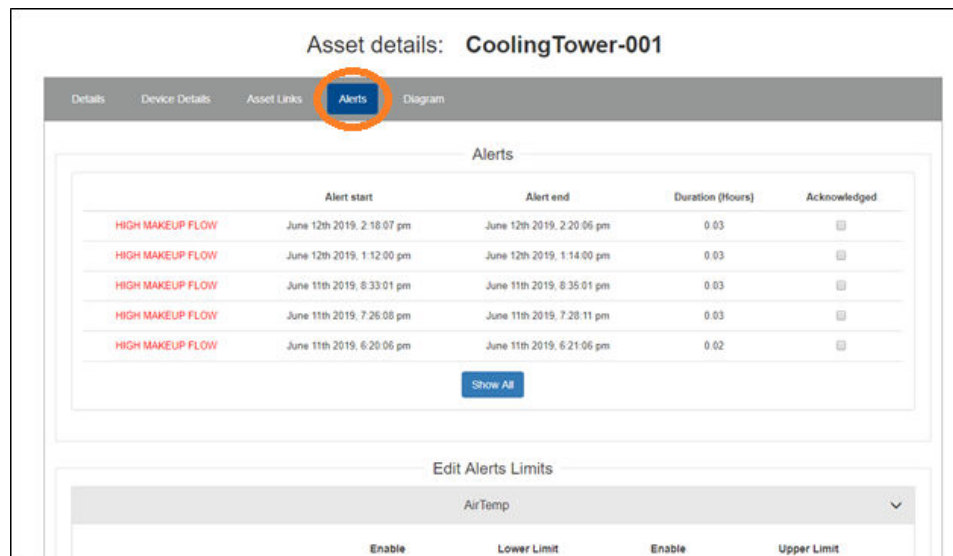 Asset details: CoolingTower-001
Details Device Details Asset Links Alerts Diagram
Alerts
Alert start Alert end Duration (Hours) Acknowledged
HIGH MAKEUP FLOW June 12th 2019, 2:18:07 pm June 12th 2019, 2:20:06 pm 0.03
HIGH MAKEUP FLOW June 12th 2019, 1:12:00 pm June 12th 2019, 1:14:00 pm 0.03
HIGH MAKEUP FLOW June 11th 2019, 8:33:01 pm June 11th 2019, 8:35:01 pm 0.03
HIGH MAKEUP FLOW June 11th 2019, 7:26:08 pm June 11th 2019, 7:28:11 pm 0.03
HIGH MAKEUP FLOW June 11th 2019, 6:20:06 pm June 11th 2019, 6:21:06 pm 0.02
Show All
Edit Alerts Limits
AirTemp
Enable Lower Limit Enable Upper Limit